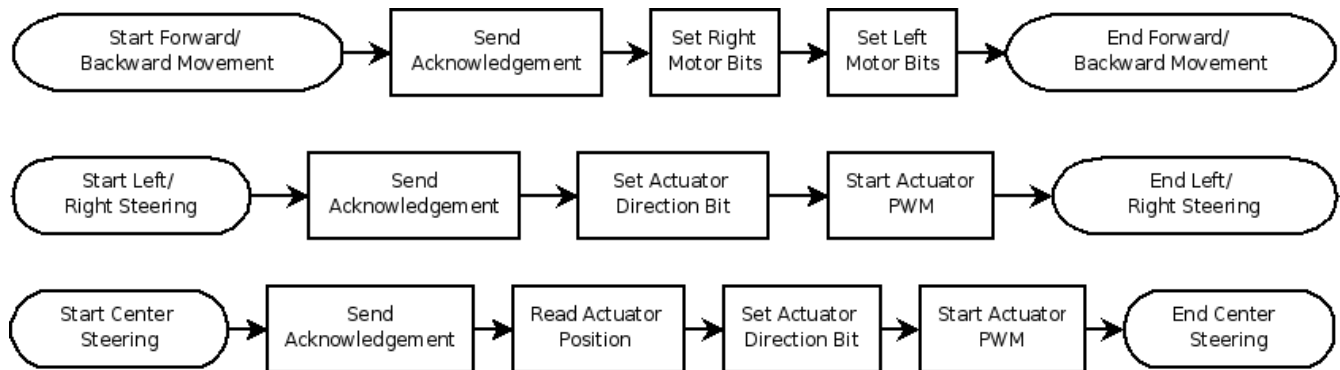 Start Forward/
Backward Movement
Send
Acknowledgement
Set Right
Motor Bits
Set Left
Motor Bits
End Forward/
Backward Movement
Start Left/
Right Steering
Send
Acknowledgement
Set Actuator
Direction Bit
Start Actuator
PWM
End Left/
Right Steering
Start Center
Steering
Send
Acknowledgement
Read Actuator
Position
Set Actuator
Direction Bit
Start Actuator
PWM
End Center
Steering